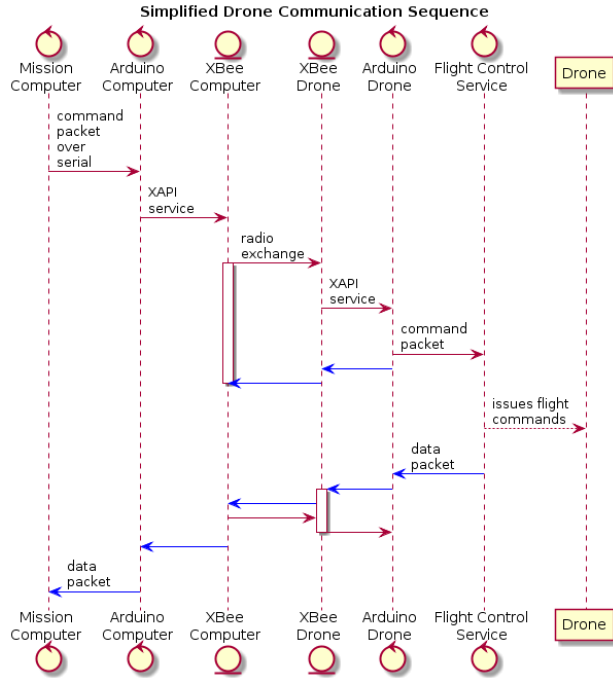 Simplified Drone Communication Sequence
Mission
Computer
Arduino
Computer
XBee
Computer
XBee
Drone
Arduino
Drone
Flight Control
Service
Drone
command
packet
over
serial
XAPI
service
radio
exchange
XAPI
service
command
packet
issues flight
commands
data
packet
data
packet
Mission
Computer
Arduino
Computer
XBee
Computer
XBee
Drone
Arduino
Drone
Flight Control
Service
Drone